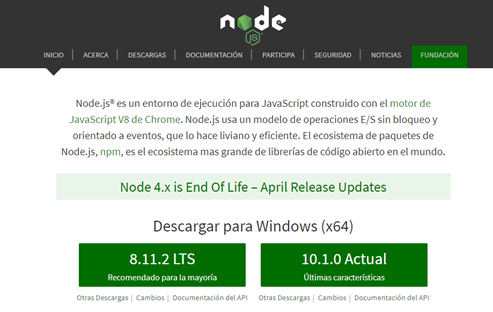 node
JS
INICIO | ACERCA | DESCARGAS | DOCUMENTACIÓN | PARTICIPA | SEGURIDAD | NOTICIAS | FUNDACIÓN
Node.js® es un entorno de ejecución para JavaScript construido con el motor de
JavaScript V8 de Chrome. Node.js usa un modelo de operaciones E/S sin bloqueo y
orientado a eventos, que lo hace liviano y eficiente. El ecosistema de paquetes de
Node.js, npm, es el ecosistema mas grande de librerías de código abierto en el mundo.
Node 4.x is End Of Life – April Release Updates
Descargar para Windows (x64)
8.11.2 LTS
Recomendado para la mayoría
10.1.0 Actual
Últimas características
Otras Descargas | Cambios | Documentación del API
Otras Descargas | Cambios | Documentación del API